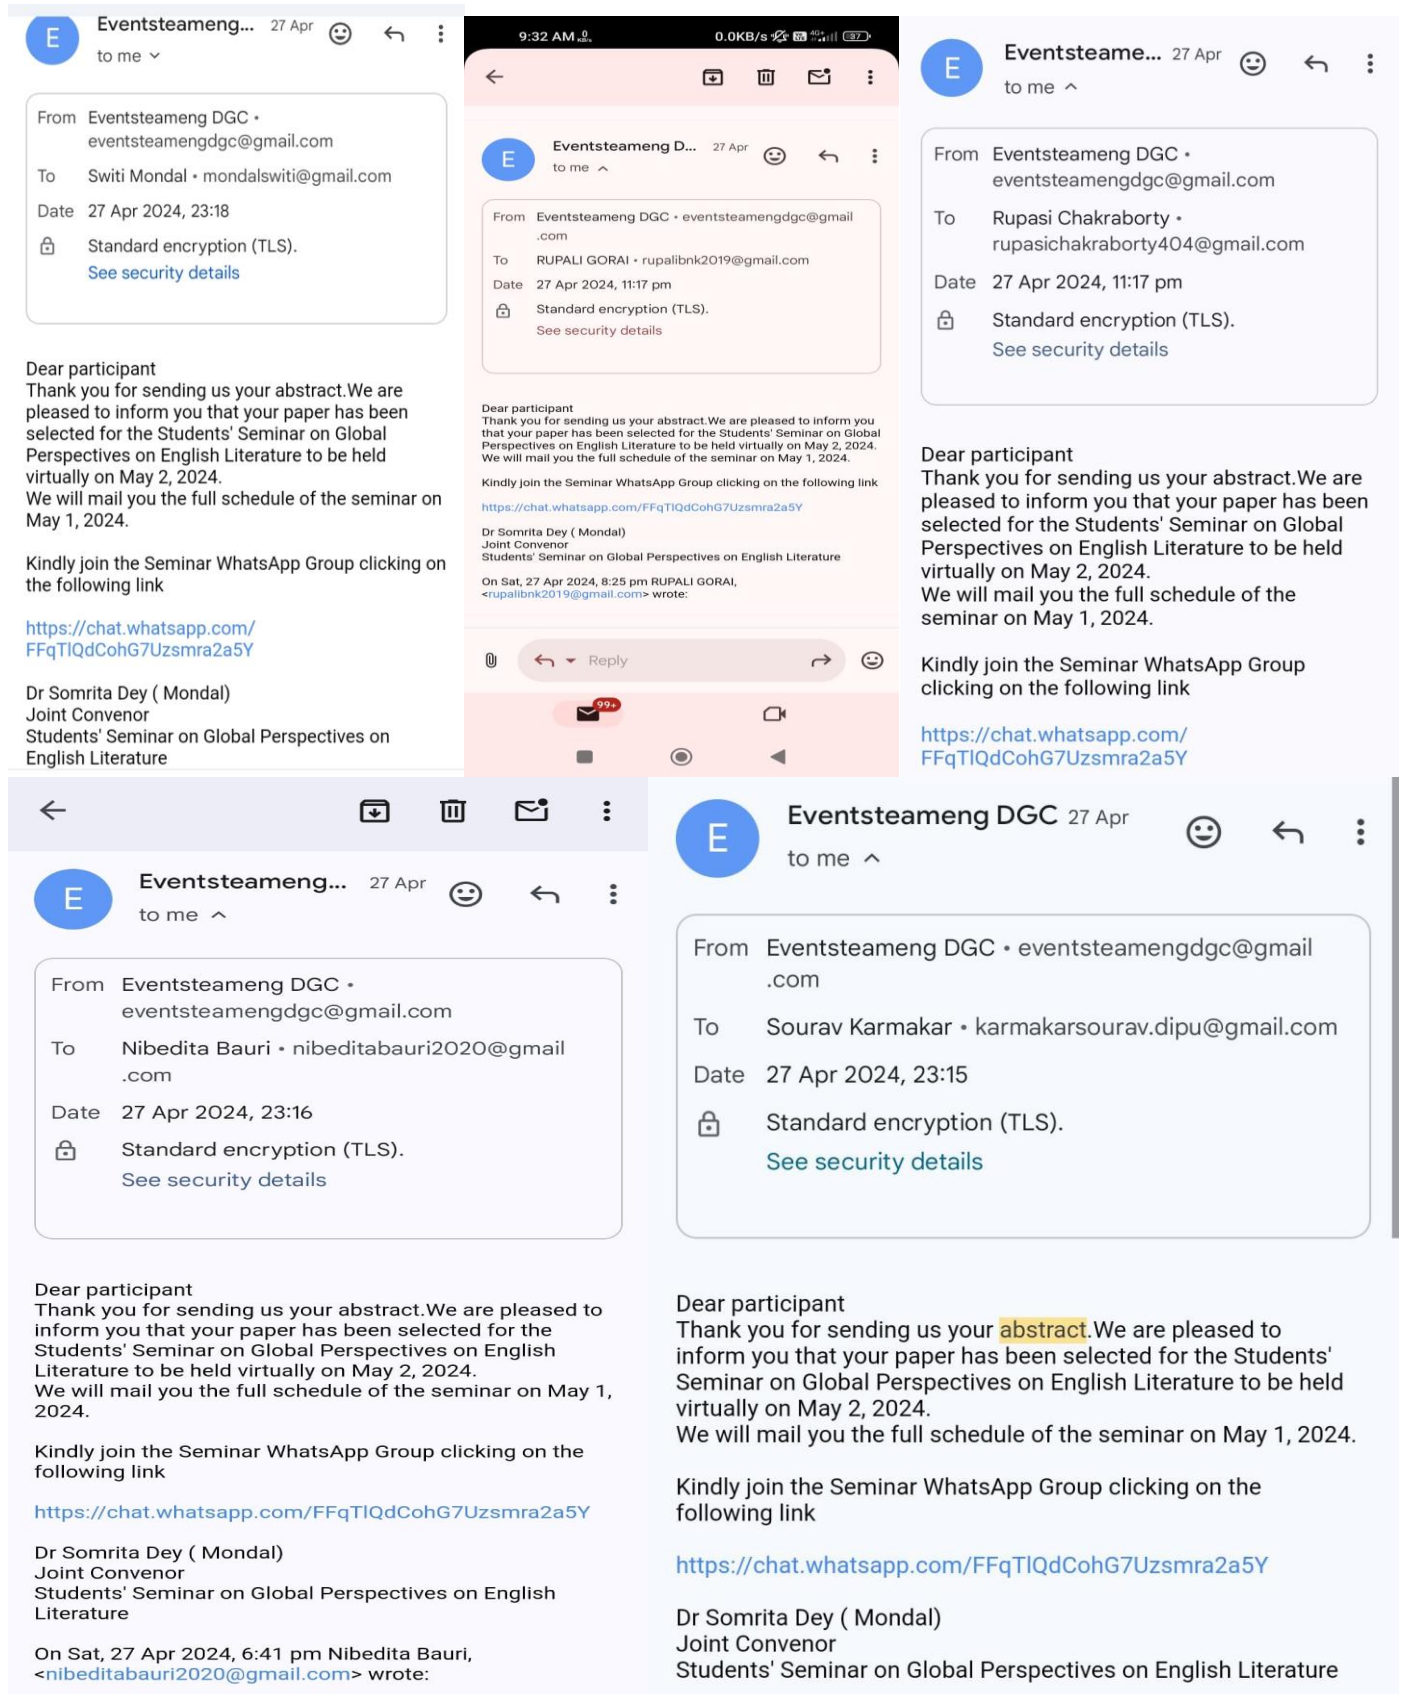 E
Eventsteameng... 27 Apr
to me
From Eventsteameng DGC •
eventsteamengdgc@gmail.com
To Switi Mondal • mondalswiti@gmail.com
Date 27 Apr 2024, 23:18
Standard encryption (TLS).
See security details
Dear participant
Thank you for sending us your abstract.We are
pleased to inform you that your paper has been
selected for the Students' Seminar on Global
Perspectives on English Literature to be held
virtually on May 2, 2024.
We will mail you the full schedule of the seminar on
May 1, 2024.
Kindly join the Seminar WhatsApp Group clicking on
the following link
https://chat.whatsapp.com/
FFqTlQdCohG7Uzsmra2a5Y
Dr Somrita Dey ( Mondal)
Joint Convenor
Students' Seminar on Global Perspectives on
English Literature
9:32 AM 0.0KB/s 4G+ 37
E
Eventsteameng D... 27 Apr
to me
From Eventsteameng DGC • eventsteamengdgc@gmail
.com
To RUPALI GORAI • rupalibnk2019@gmail.com
Date 27 Apr 2024, 11:17 pm
Standard encryption (TLS).
See security details
Dear participant
Thank you for sending us your abstract.We are pleased to inform you
that your paper has been selected for the Students' Seminar on Global
Perspectives on English Literature to be held virtually on May 2, 2024.
We will mail you the full schedule of the seminar on May 1, 2024.
Kindly join the Seminar WhatsApp Group clicking on the following link
https://chat.whatsapp.com/FFqTlQdCohG7Uzsmra2a5Y
Dr Somrita Dey ( Mondal)
Joint Convenor
Students' Seminar on Global Perspectives on English Literature
On Sat, 27 Apr 2024, 8:25 pm RUPALI GORAI,
<rupalibnk2019@gmail.com> wrote:
Reply
99+
E
Eventsteame... 27 Apr
to me
From Eventsteameng DGC •
eventsteamengdgc@gmail.com
To Rupasi Chakraborty •
rupasichakraborty404@gmail.com
Date 27 Apr 2024, 11:17 pm
Standard encryption (TLS).
See security details
Dear participant
Thank you for sending us your abstract.We are
pleased to inform you that your paper has been
selected for the Students' Seminar on Global
Perspectives on English Literature to be held
virtually on May 2, 2024.
We will mail you the full schedule of the
seminar on May 1, 2024.
Kindly join the Seminar WhatsApp Group
clicking on the following link
https://chat.whatsapp.com/
FFqTlQdCohG7Uzsmra2a5Y
E
Eventsteameng... 27 Apr
to me
From Eventsteameng DGC •
eventsteamengdgc@gmail.com
To Nibedita Bauri • nibeditabauri2020@gmail
.com
Date 27 Apr 2024, 23:16
Standard encryption (TLS).
See security details
Dear participant
Thank you for sending us your abstract.We are pleased to
inform you that your paper has been selected for the
Students' Seminar on Global Perspectives on English
Literature to be held virtually on May 2, 2024.
We will mail you the full schedule of the seminar on May 1,
2024.
Kindly join the Seminar WhatsApp Group clicking on the
following link
https://chat.whatsapp.com/FFqTlQdCohG7Uzsmra2a5Y
Dr Somrita Dey ( Mondal)
Joint Convenor
Students' Seminar on Global Perspectives on English
Literature
On Sat, 27 Apr 2024, 6:41 pm Nibedita Bauri,
<nibeditabauri2020@gmail.com> wrote:
E
Eventsteameng DGC 27 Apr
to me
From Eventsteameng DGC • eventsteamengdgc@gmail
.com
To Sourav Karmakar • karmakarsourav.dipu@gmail.com
Date 27 Apr 2024, 23:15
Standard encryption (TLS).
See security details
Dear participant
Thank you for sending us your abstract.We are pleased to
inform you that your paper has been selected for the Students'
Seminar on Global Perspectives on English Literature to be held
virtually on May 2, 2024.
We will mail you the full schedule of the seminar on May 1, 2024.
Kindly join the Seminar WhatsApp Group clicking on the
following link
https://chat.whatsapp.com/FFqTlQdCohG7Uzsmra2a5Y
Dr Somrita Dey ( Mondal)
Joint Convenor
Students' Seminar on Global Perspectives on English Literature